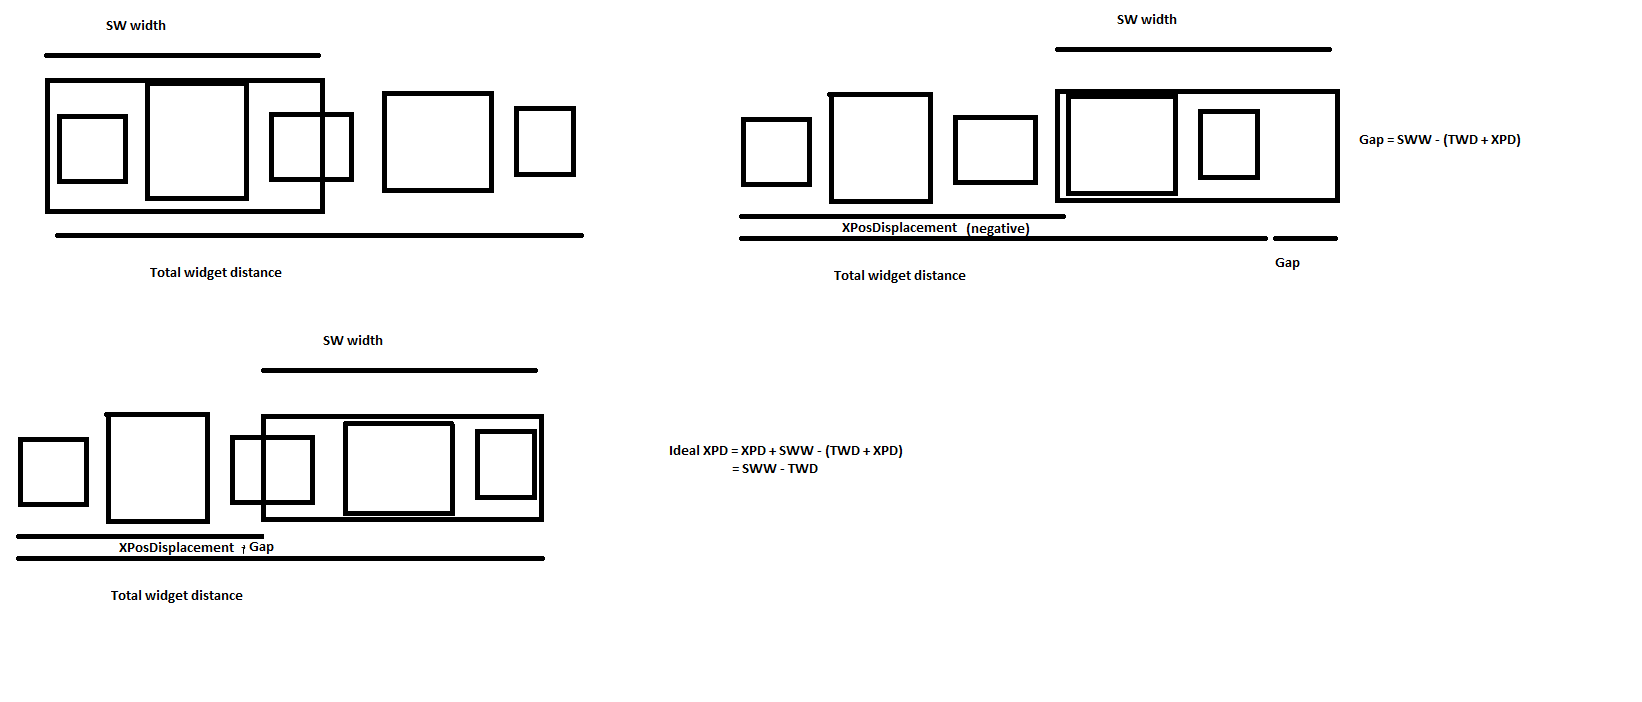 SW width
Total widget distance
SW width
Gap = SWW - (TWD + XPD)
XPosDisplacement (negative)
Gap
Total widget distance
SW width
XPosDisplacement + Gap
Total widget distance
Ideal XPD = XPD + SWW - (TWD + XPD)
= SWW - TWD